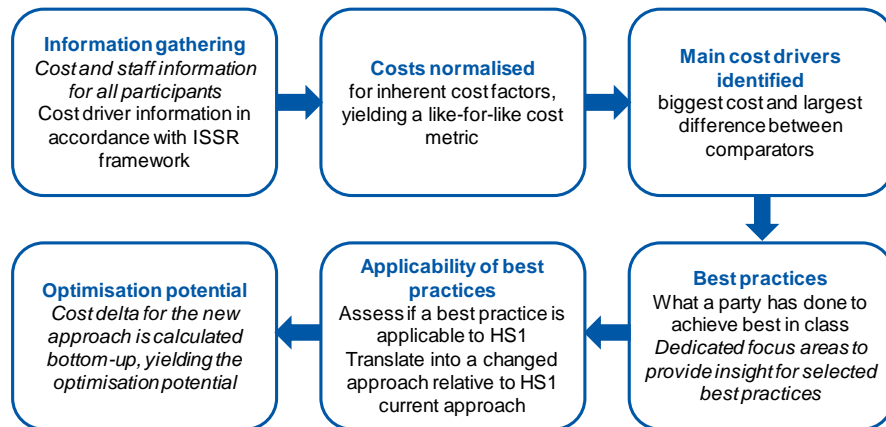 Information gathering
Cost and staff information
for all participants
Cost driver information in
accordance with ISSR
framework
Costs normalised
for inherent cost factors,
yielding a like-for-like cost
metric
Main cost drivers
identified
biggest cost and largest
difference between
comparators
Best practices
What a party has done to
achieve best in class
Dedicated focus areas to
provide insight for selected
best practices
Applicability of best
practices
Assess if a best practice is
applicable to HS1
Translate into a changed
approach relative to HS1
current approach
Optimisation potential
Cost delta for the new
approach is calculated
bottom-up, yielding the
optimisation potential